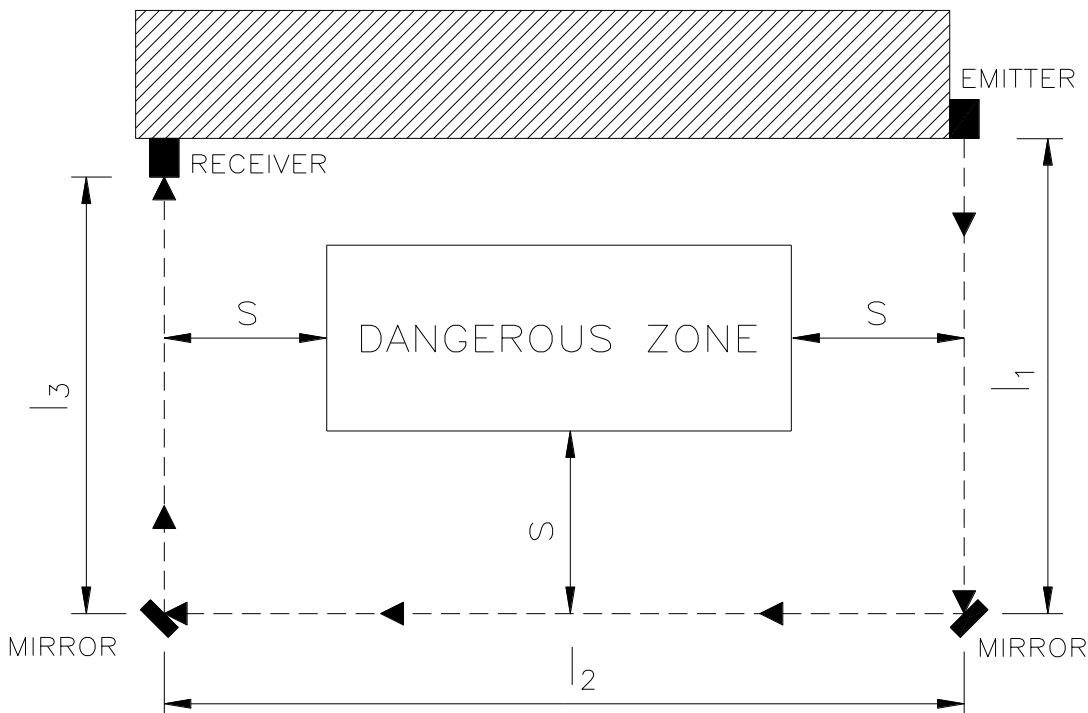 EMITTER
RECEIVER
S
S
DANGEROUS ZONE
l1
l3
S
MIRROR
MIRROR
l2